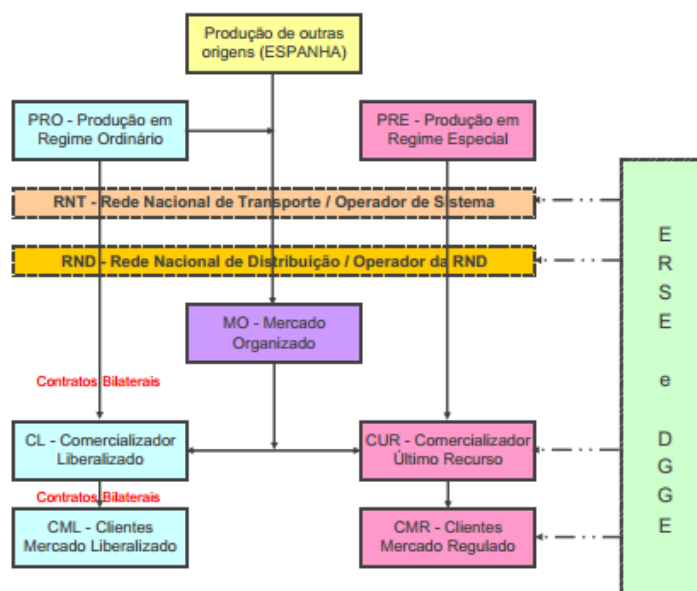 Produção de outras
origens (ESPANHA)
PRO - Produção em
Regime Ordinário
PRE - Produção em
Regime Especial
RNT - Rede Nacional de Transporte / Operador de Sistema
RND - Rede Nacional de Distribuição / Operador da RND
MO - Mercado
Organizado
Contratos Bilaterais
CL - Comercializador
Liberalizado
CUR - Comercializador
Último Recurso
Contratos Bilaterais
CML - Clientes
Mercado Liberalizado
CMR - Clientes
Mercado Regulado
E
R
S
E
e
D
G
G
E